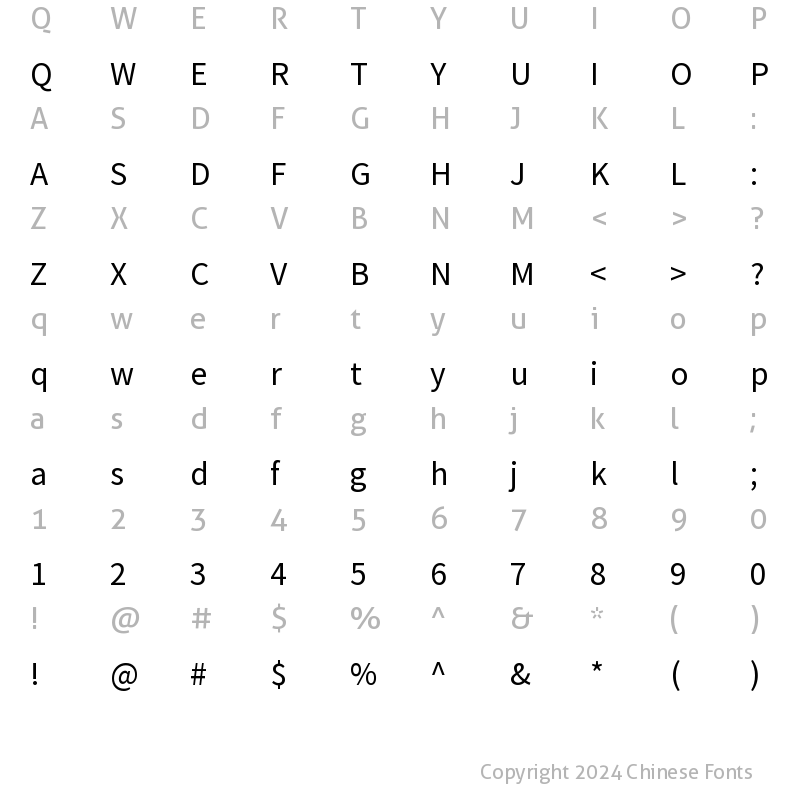 Q W E R T Y U I O P
Q W E R T Y U I O P
A S D F G H J K L :
A S D F G H J K L :
Z X C V B N M < > ?
Z X C V B N M < > ?
q w e r t y u i o p
q w e r t y u i o p
a s d f g h j k l ;
a s d f g h j k l ;
1 2 3 4 5 6 7 8 9 0
1 2 3 4 5 6 7 8 9 0
! @ # $ % ^ & * ( )
! @ # $ % ^ & * ( )
Copyright 2024 Chinese Fonts